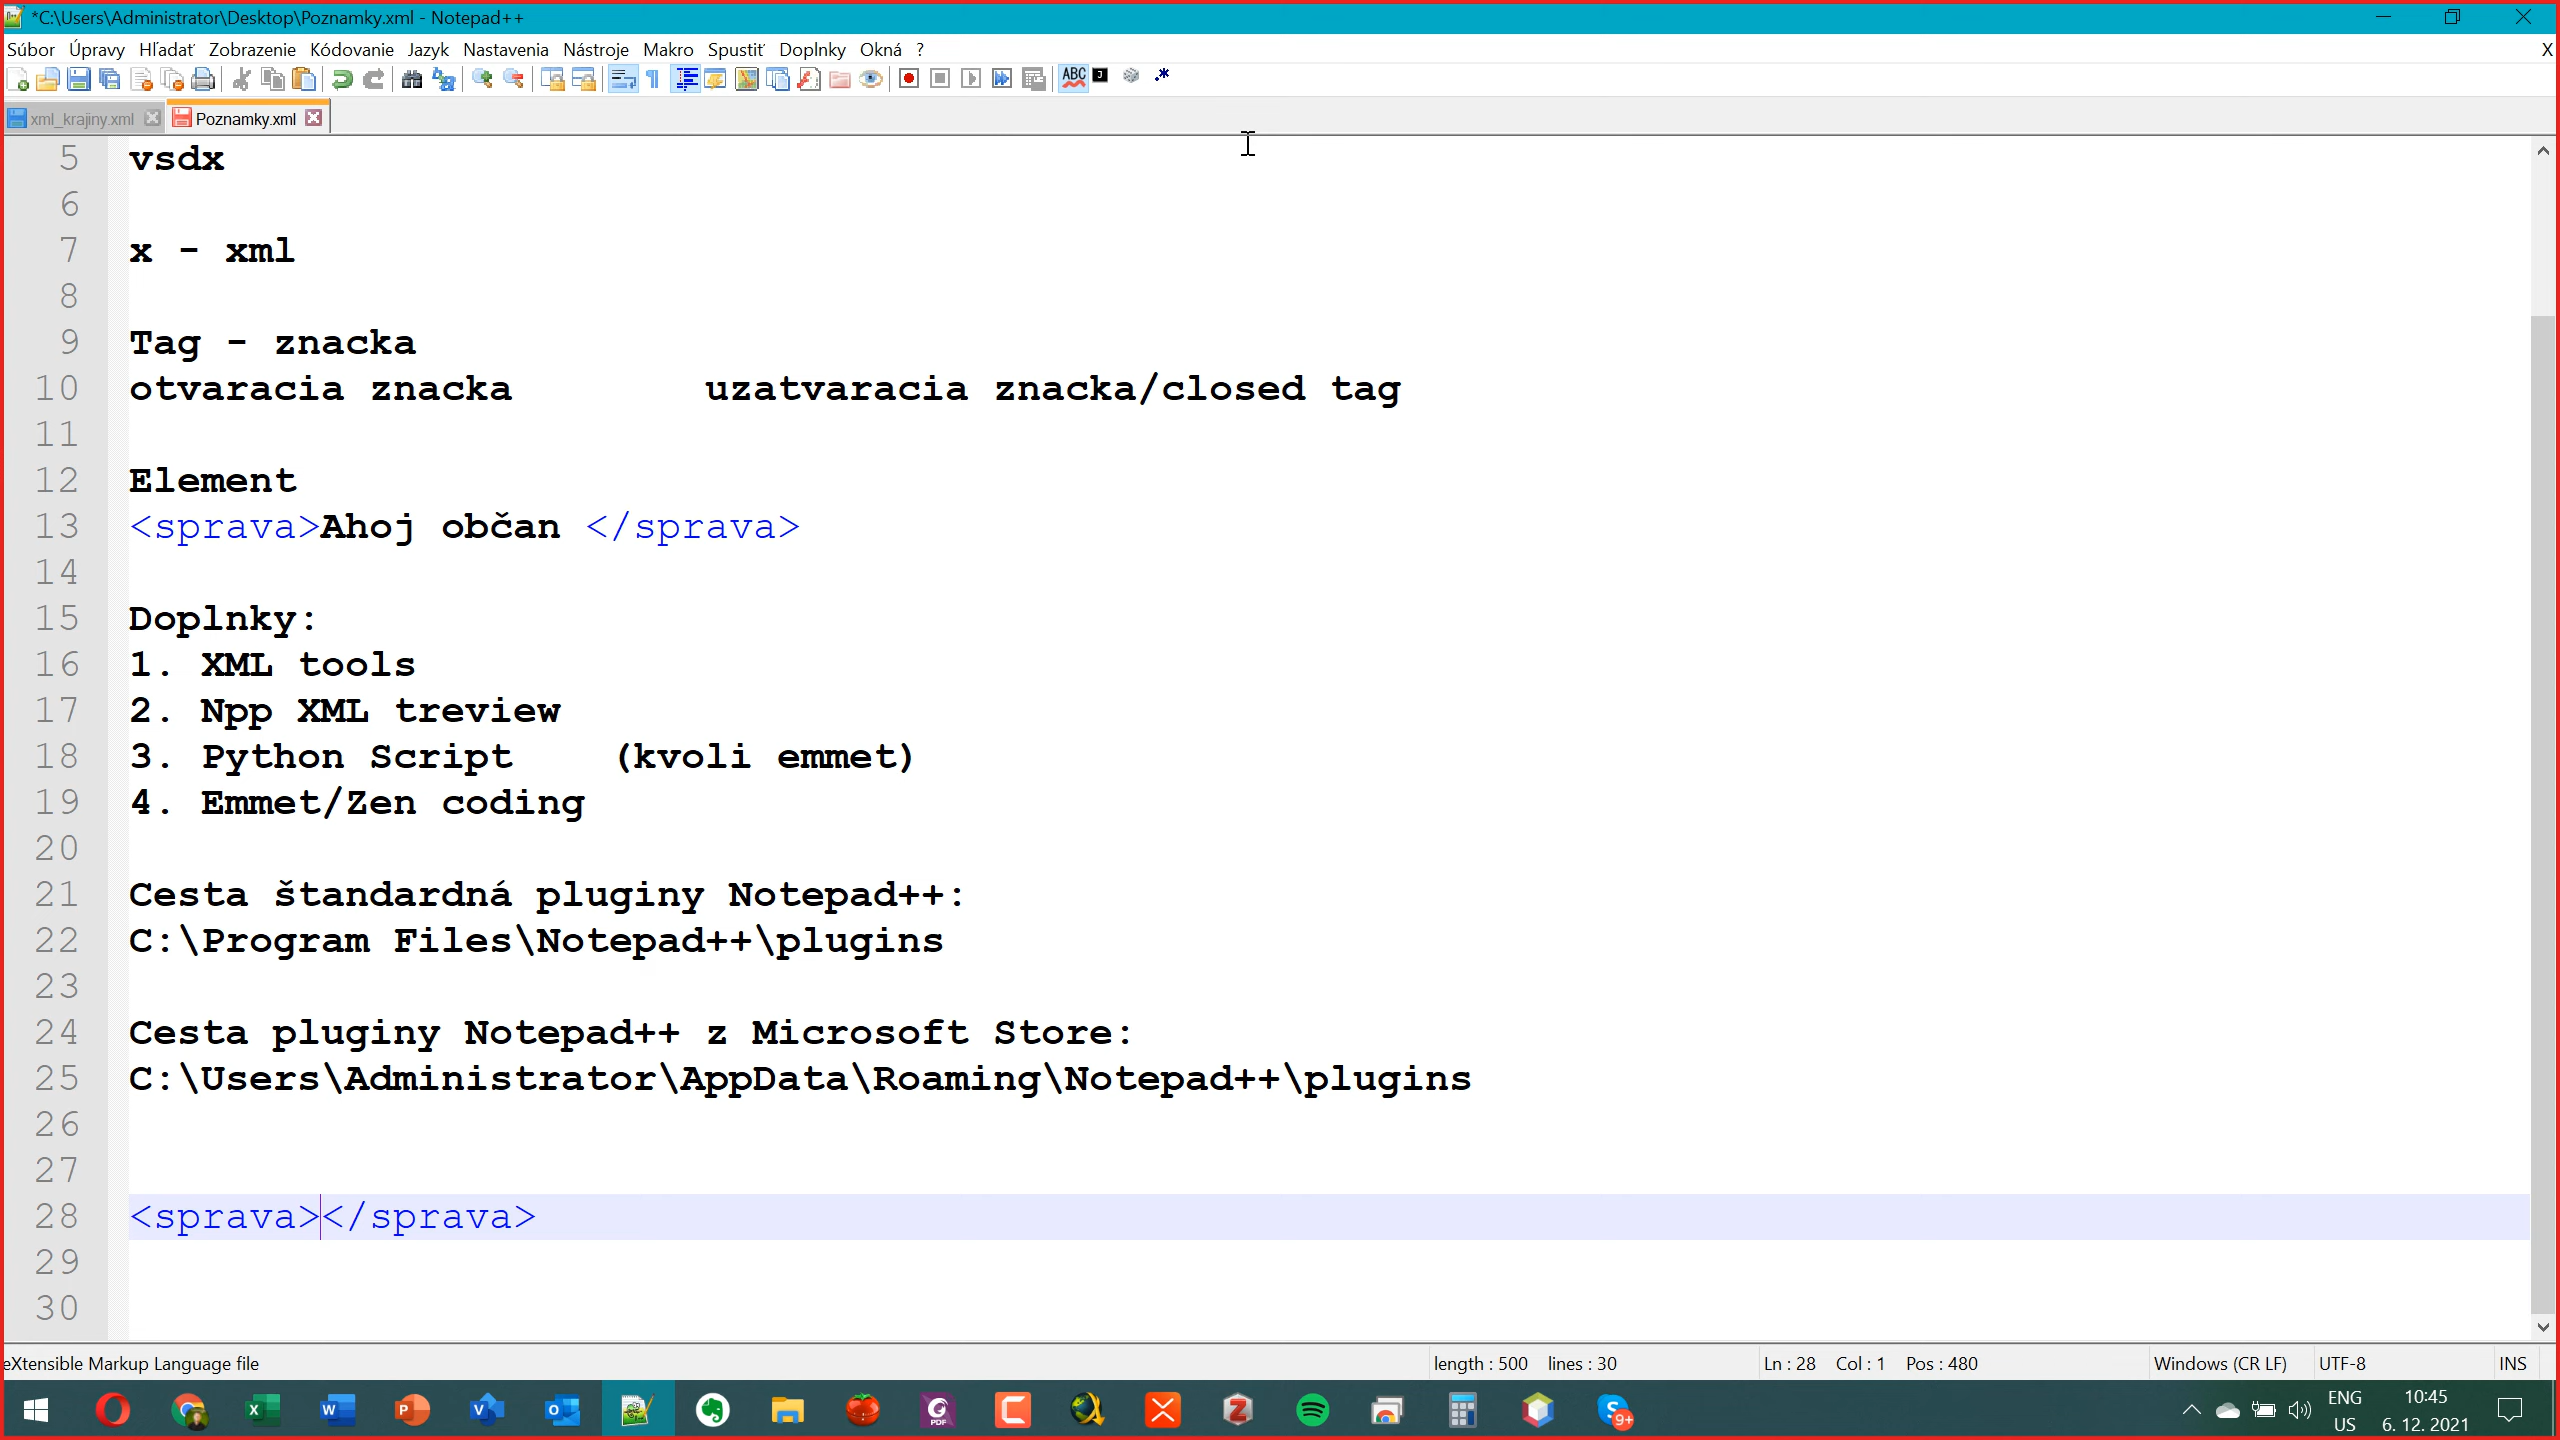 *C:\Users\Administrator\Desktop\Poznamky.xml - Notepad++
Súbor Úpravy Hľadať Zobrazenie Kódovanie Jazyk Nastavenia Nástroje Makro Spustiť Doplnky Okná ? X
ABC
xml_krajiny.xml Poznamky.xml
5 vsdx
6
7 x - xml
8
9 Tag - znacka
10 otvaracia znacka uzatvaracia znacka/closed tag
11
12 Element
13 <sprava>Ahoj občan </sprava>
14
15 Doplnky:
16 1. XML tools
17 2. Npp XML treview
18 3. Python Script (kvoli emmet)
19 4. Emmet/Zen coding
20
21 Cesta štandardná pluginy Notepad++:
22 C:\Program Files\Notepad++\plugins
23
24 Cesta pluginy Notepad++ z Microsoft Store:
25 C:\Users\Administrator\AppData\Roaming\Notepad++\plugins
26
27
28 <sprava></sprava>
29
30
eXtensible Markup Language file length : 500 lines : 30 Ln : 28 Col : 1 Pos : 480 Windows (CR LF) UTF-8 INS
ENG 10:45
US 6. 12. 2021